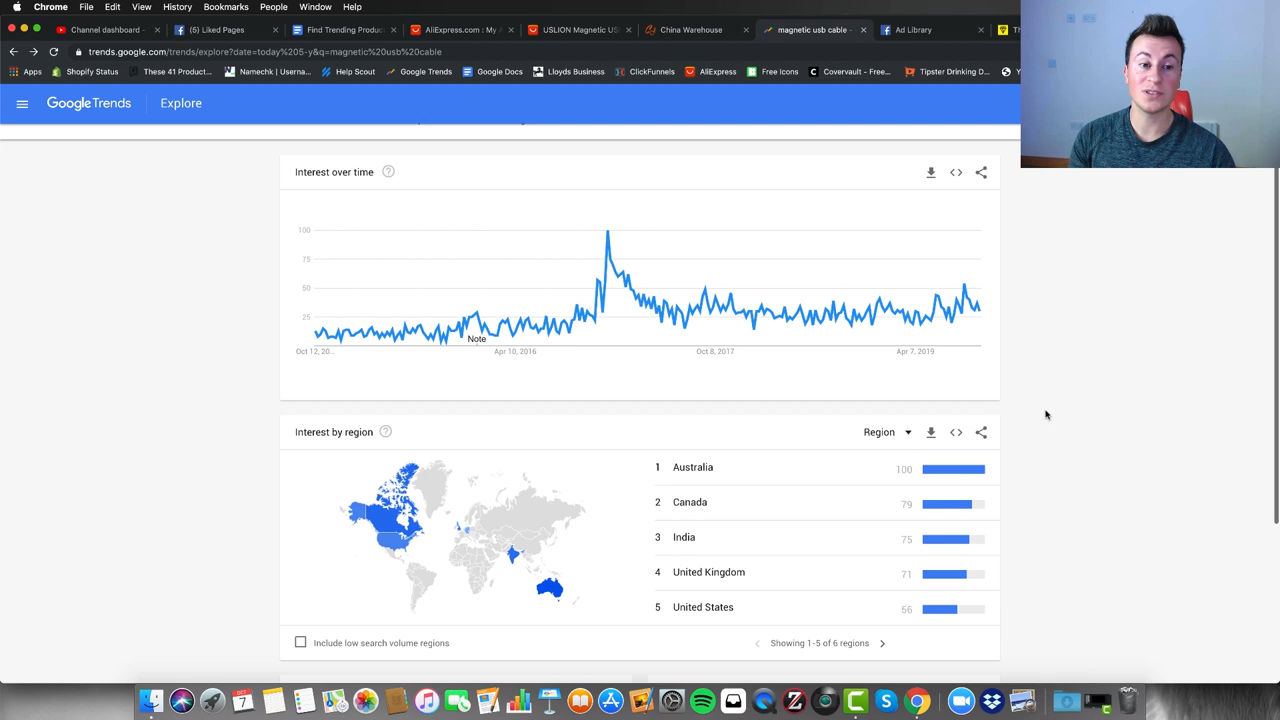 Chrome File Edit View History Bookmarks People Window Help
Channel dashboard - (5) Liked Pages Find Trending Produc AliExpress.com : My A USLION Magnetic US China Warehouse magnetic usb cable - Ad Library
trends.google.com/trends/explore?date=today%205-y&q=magnetic%20usb%20cable
Apps Shopify Status These 41 Product... Namechk | Userna... Help Scout Google Trends Google Docs Lloyds Business ClickFunnels AliExpress Free Icons Covervault - Free... Tipster Drinking D...
Google Trends Explore
Interest over time
100
75
50
25
Note
Oct 12, 20... Apr 10, 2016 Oct 8, 2017 Apr 7, 2019
Interest by region Region
1 Australia 100
2 Canada 79
3 India 75
4 United Kingdom 71
5 United States 56
Include low search volume regions Showing 1-5 of 6 regions
OCT
7